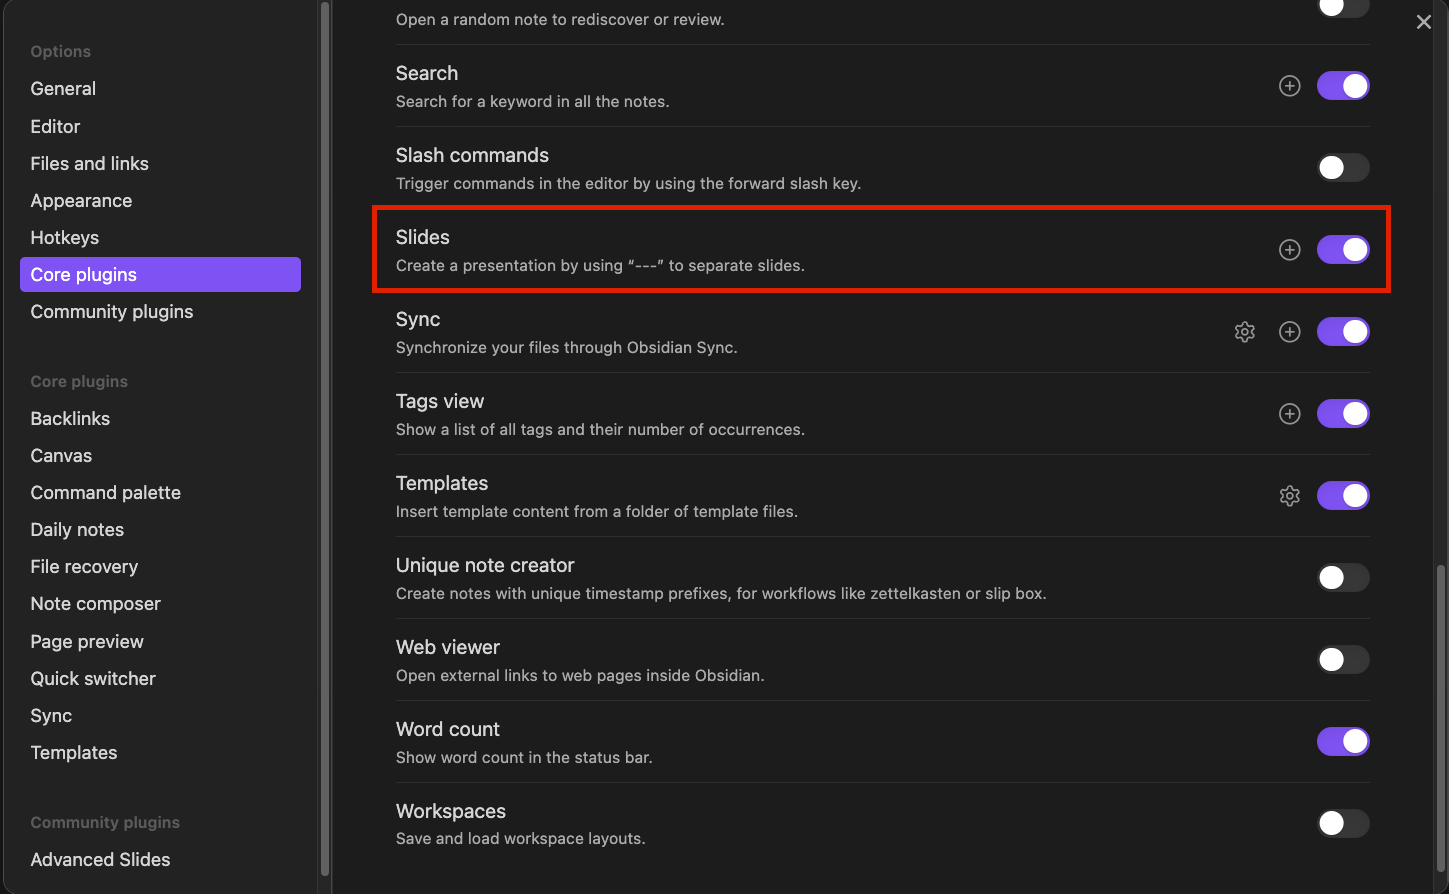 Options
General
Editor
Files and links
Appearance
Hotkeys
Core plugins
Community plugins
Core plugins
Backlinks
Canvas
Command palette
Daily notes
File recovery
Note composer
Page preview
Quick switcher
Sync
Templates
Community plugins
Advanced Slides
Open a random note to rediscover or review.
Search
Search for a keyword in all the notes.
Slash commands
Trigger commands in the editor by using the forward slash key.
Slides
Create a presentation by using “---” to separate slides.
Sync
Synchronize your files through Obsidian Sync.
Tags view
Show a list of all tags and their number of occurrences.
Templates
Insert template content from a folder of template files.
Unique note creator
Create notes with unique timestamp prefixes, for workflows like zettelkasten or slip box.
Web viewer
Open external links to web pages inside Obsidian.
Word count
Show word count in the status bar.
Workspaces
Save and load workspace layouts.